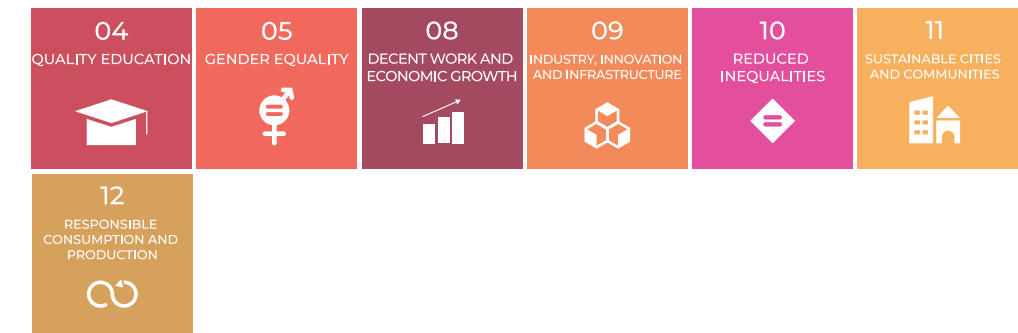 04
QUALITY EDUCATION
05
GENDER EQUALITY
08
DECENT WORK AND
ECONOMIC GROWTH
09
INDUSTRY, INNOVATION
AND INFRASTRUCTURE
10
REDUCED
INEQUALITIES
11
SUSTAINABLE CITIES
AND COMMUNITIES
12
RESPONSIBLE
CONSUMPTION AND
PRODUCTION